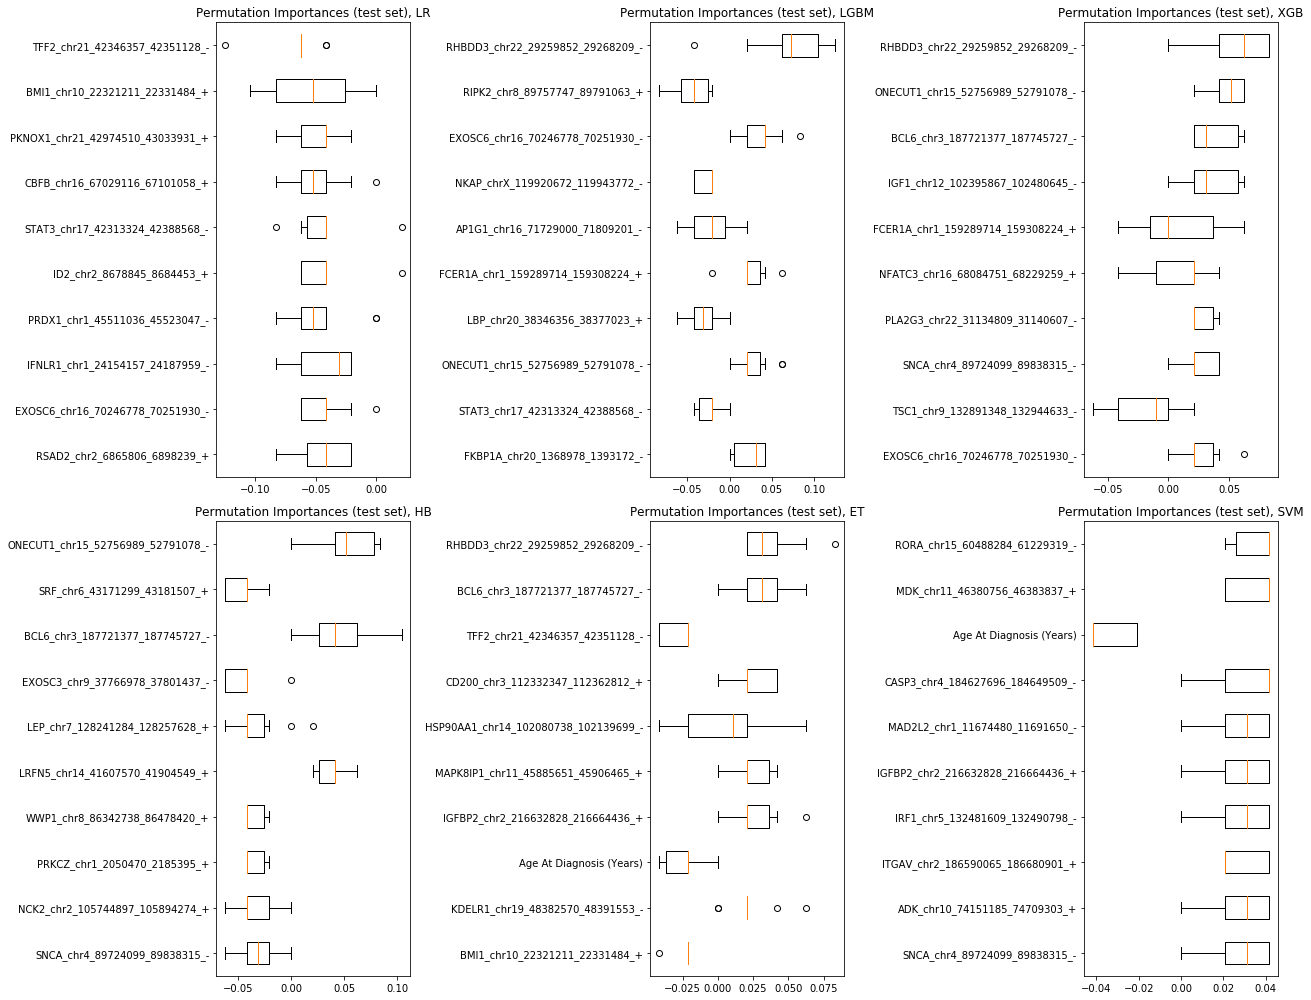 Permutation Importances (test set), LR
TFF2_chr21_42346357_42351128_-
BMI1_chr10_22321211_22331484_+
PKNOX1_chr21_42974510_43033931_+
CBFB_chr16_67029116_67101058_+
STAT3_chr17_42313324_42388568_-
ID2_chr2_8678845_8684453_+
PRDX1_chr1_45511036_45523047_-
IFNLR1_chr1_24154157_24187959_-
EXOSC6_chr16_70246778_70251930_-
RSAD2_chr2_6865806_6898239_+
−0.10 −0.05 0.00
Permutation Importances (test set), LGBM
RHBDD3_chr22_29259852_29268209_-
RIPK2_chr8_89757747_89791063_+
EXOSC6_chr16_70246778_70251930_-
NKAP_chrX_119920672_119943772_-
AP1G1_chr16_71729000_71809201_-
FCER1A_chr1_159289714_159308224_+
LBP_chr20_38346356_38377023_+
ONECUT1_chr15_52756989_52791078_-
STAT3_chr17_42313324_42388568_-
FKBP1A_chr20_1368978_1393172_-
−0.05 0.00 0.05 0.10
Permutation Importances (test set), XGB
RHBDD3_chr22_29259852_29268209_-
ONECUT1_chr15_52756989_52791078_-
BCL6_chr3_187721377_187745727_-
IGF1_chr12_102395867_102480645_-
FCER1A_chr1_159289714_159308224_+
NFATC3_chr16_68084751_68229259_+
PLA2G3_chr22_31134809_31140607_-
SNCA_chr4_89724099_89838315_-
TSC1_chr9_132891348_132944633_-
EXOSC6_chr16_70246778_70251930_-
−0.05 0.00 0.05
Permutation Importances (test set), HB
ONECUT1_chr15_52756989_52791078_-
SRF_chr6_43171299_43181507_+
BCL6_chr3_187721377_187745727_-
EXOSC3_chr9_37766978_37801437_-
LEP_chr7_128241284_128257628_+
LRFN5_chr14_41607570_41904549_+
WWP1_chr8_86342738_86478420_+
PRKCZ_chr1_2050470_2185395_+
NCK2_chr2_105744897_105894274_+
SNCA_chr4_89724099_89838315_-
−0.05 0.00 0.05 0.10
Permutation Importances (test set), ET
RHBDD3_chr22_29259852_29268209_-
BCL6_chr3_187721377_187745727_-
TFF2_chr21_42346357_42351128_-
CD200_chr3_112332347_112362812_+
HSP90AA1_chr14_102080738_102139699_-
MAPK8IP1_chr11_45885651_45906465_+
IGFBP2_chr2_216632828_216664436_+
Age At Diagnosis (Years)
KDELR1_chr19_48382570_48391553_-
BMI1_chr10_22321211_22331484_+
−0.025 0.000 0.025 0.050 0.075
Permutation Importances (test set), SVM
RORA_chr15_60488284_61229319_-
MDK_chr11_46380756_46383837_+
Age At Diagnosis (Years)
CASP3_chr4_184627696_184649509_-
MAD2L2_chr1_11674480_11691650_-
IGFBP2_chr2_216632828_216664436_+
IRF1_chr5_132481609_132490798_-
ITGAV_chr2_186590065_186680901_+
ADK_chr10_74151185_74709303_+
SNCA_chr4_89724099_89838315_-
−0.04 −0.02 0.00 0.02 0.04